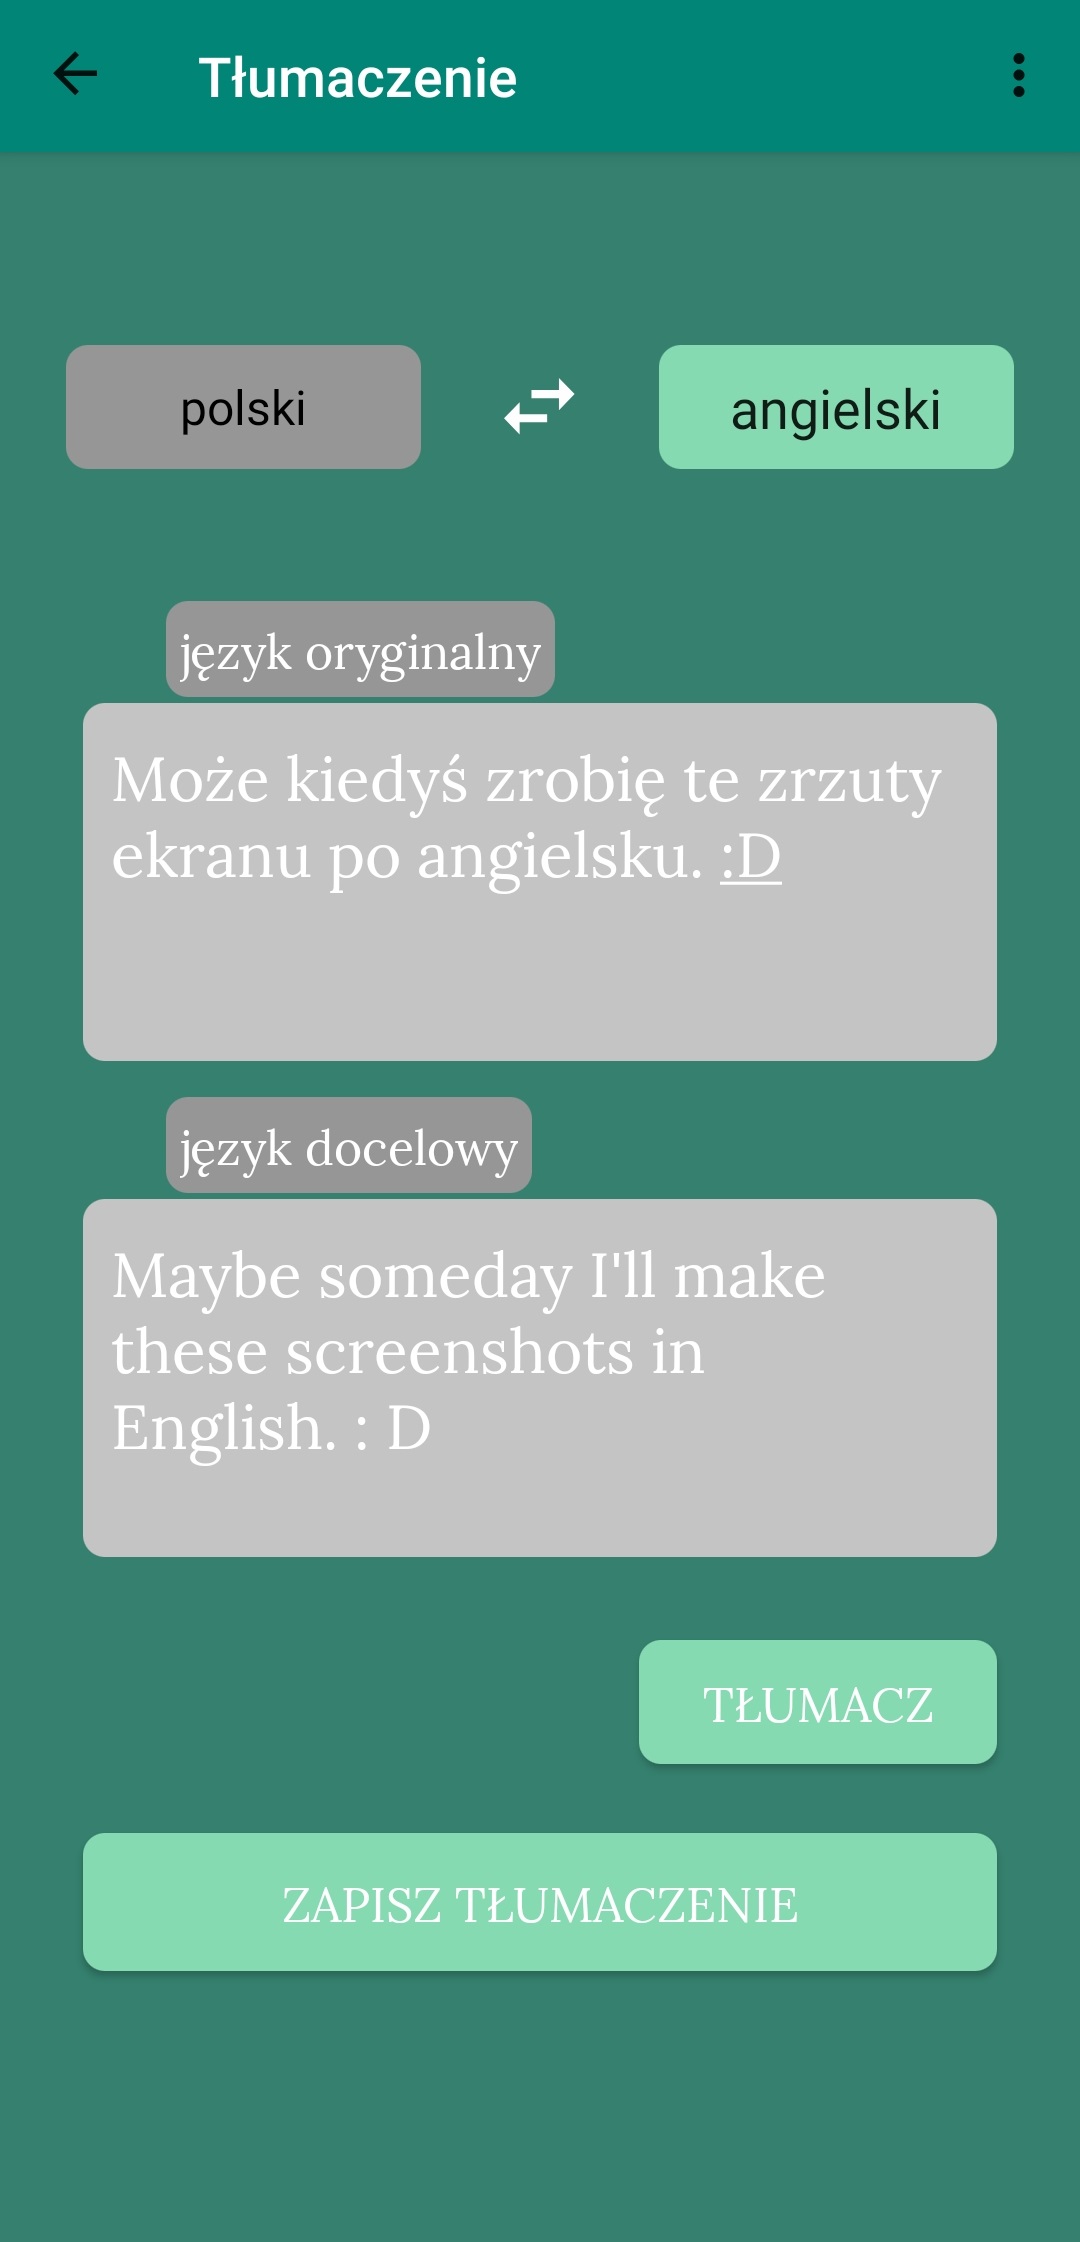 Tłumaczenie
polski
angielski
język oryginalny
Może kiedyś zrobię te zrzuty
ekranu po angielsku. :D
język docelowy
Maybe someday I'll make
these screenshots in
English. : D
TŁUMACZ
ZAPISZ TŁUMACZENIE